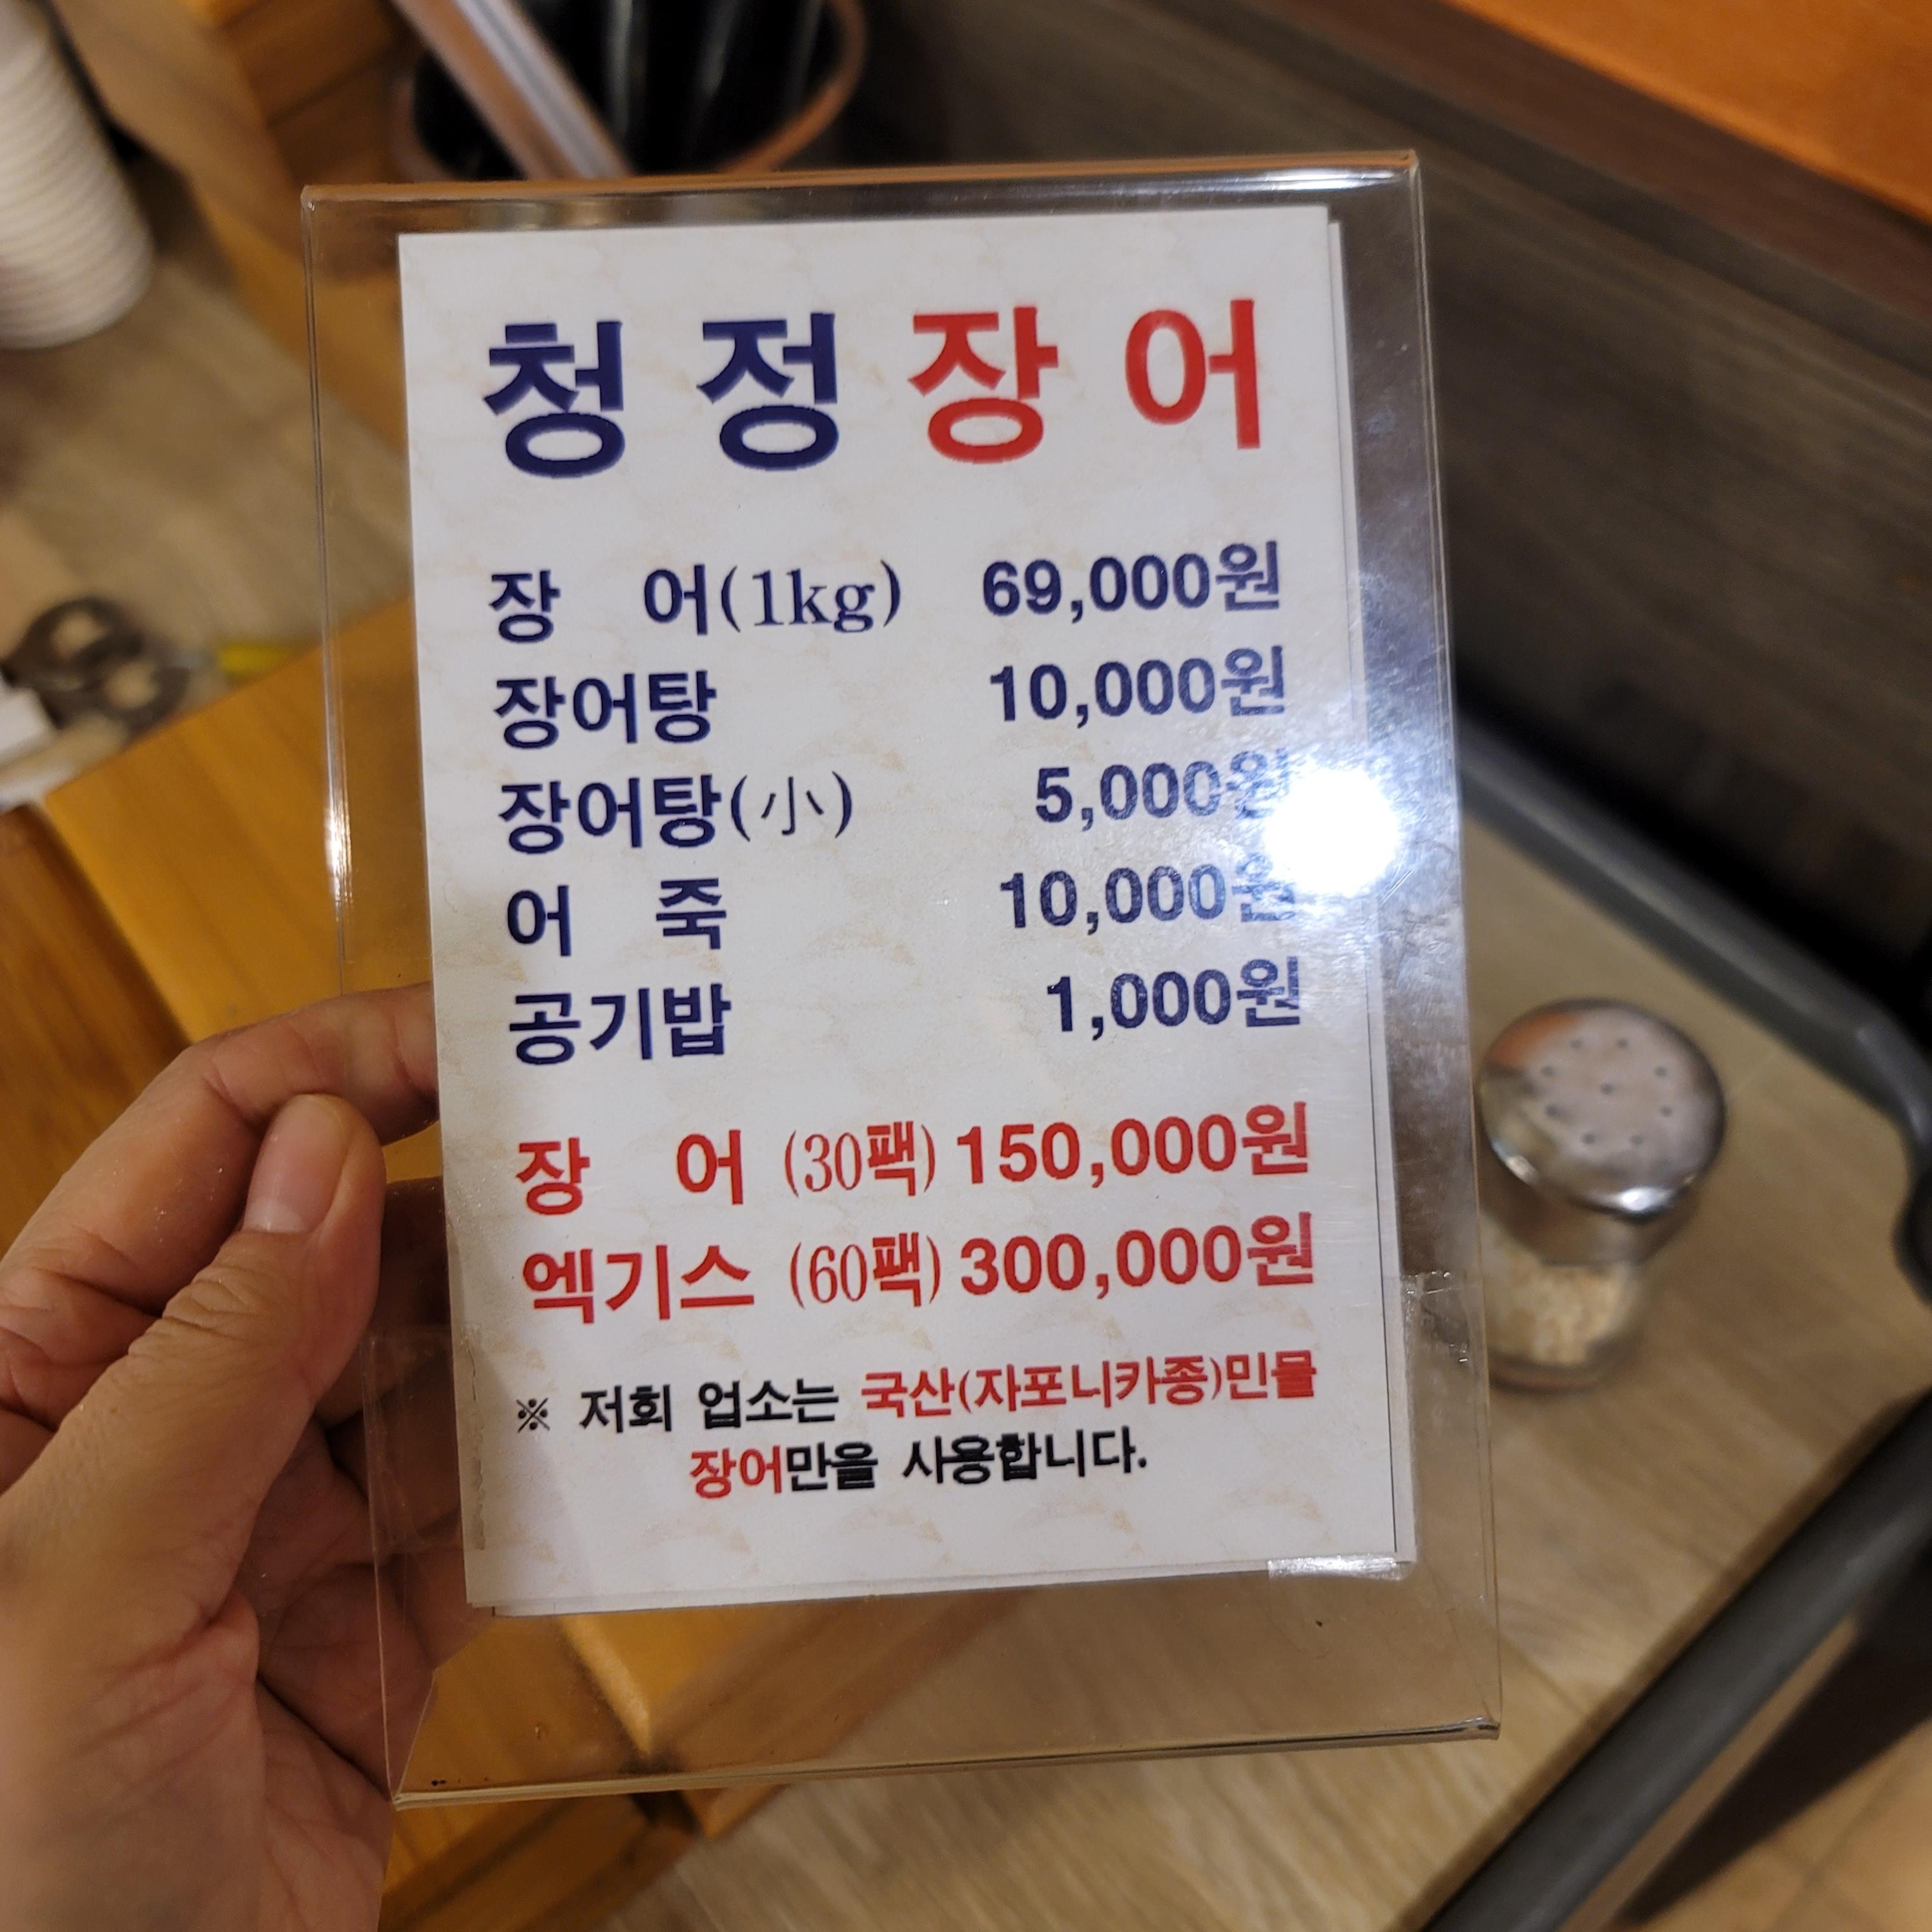 청정장어
장 어(1kg) 69,000원
장어탕 10,000원
장어탕(小) 5,000원
어 죽 10,000원
공기밥 1,000원
장 어 (30팩) 150,000원
엑기스 (60팩) 300,000원
※ 저희 업소는 국산(자포니카종)민물
장어만을 사용합니다.